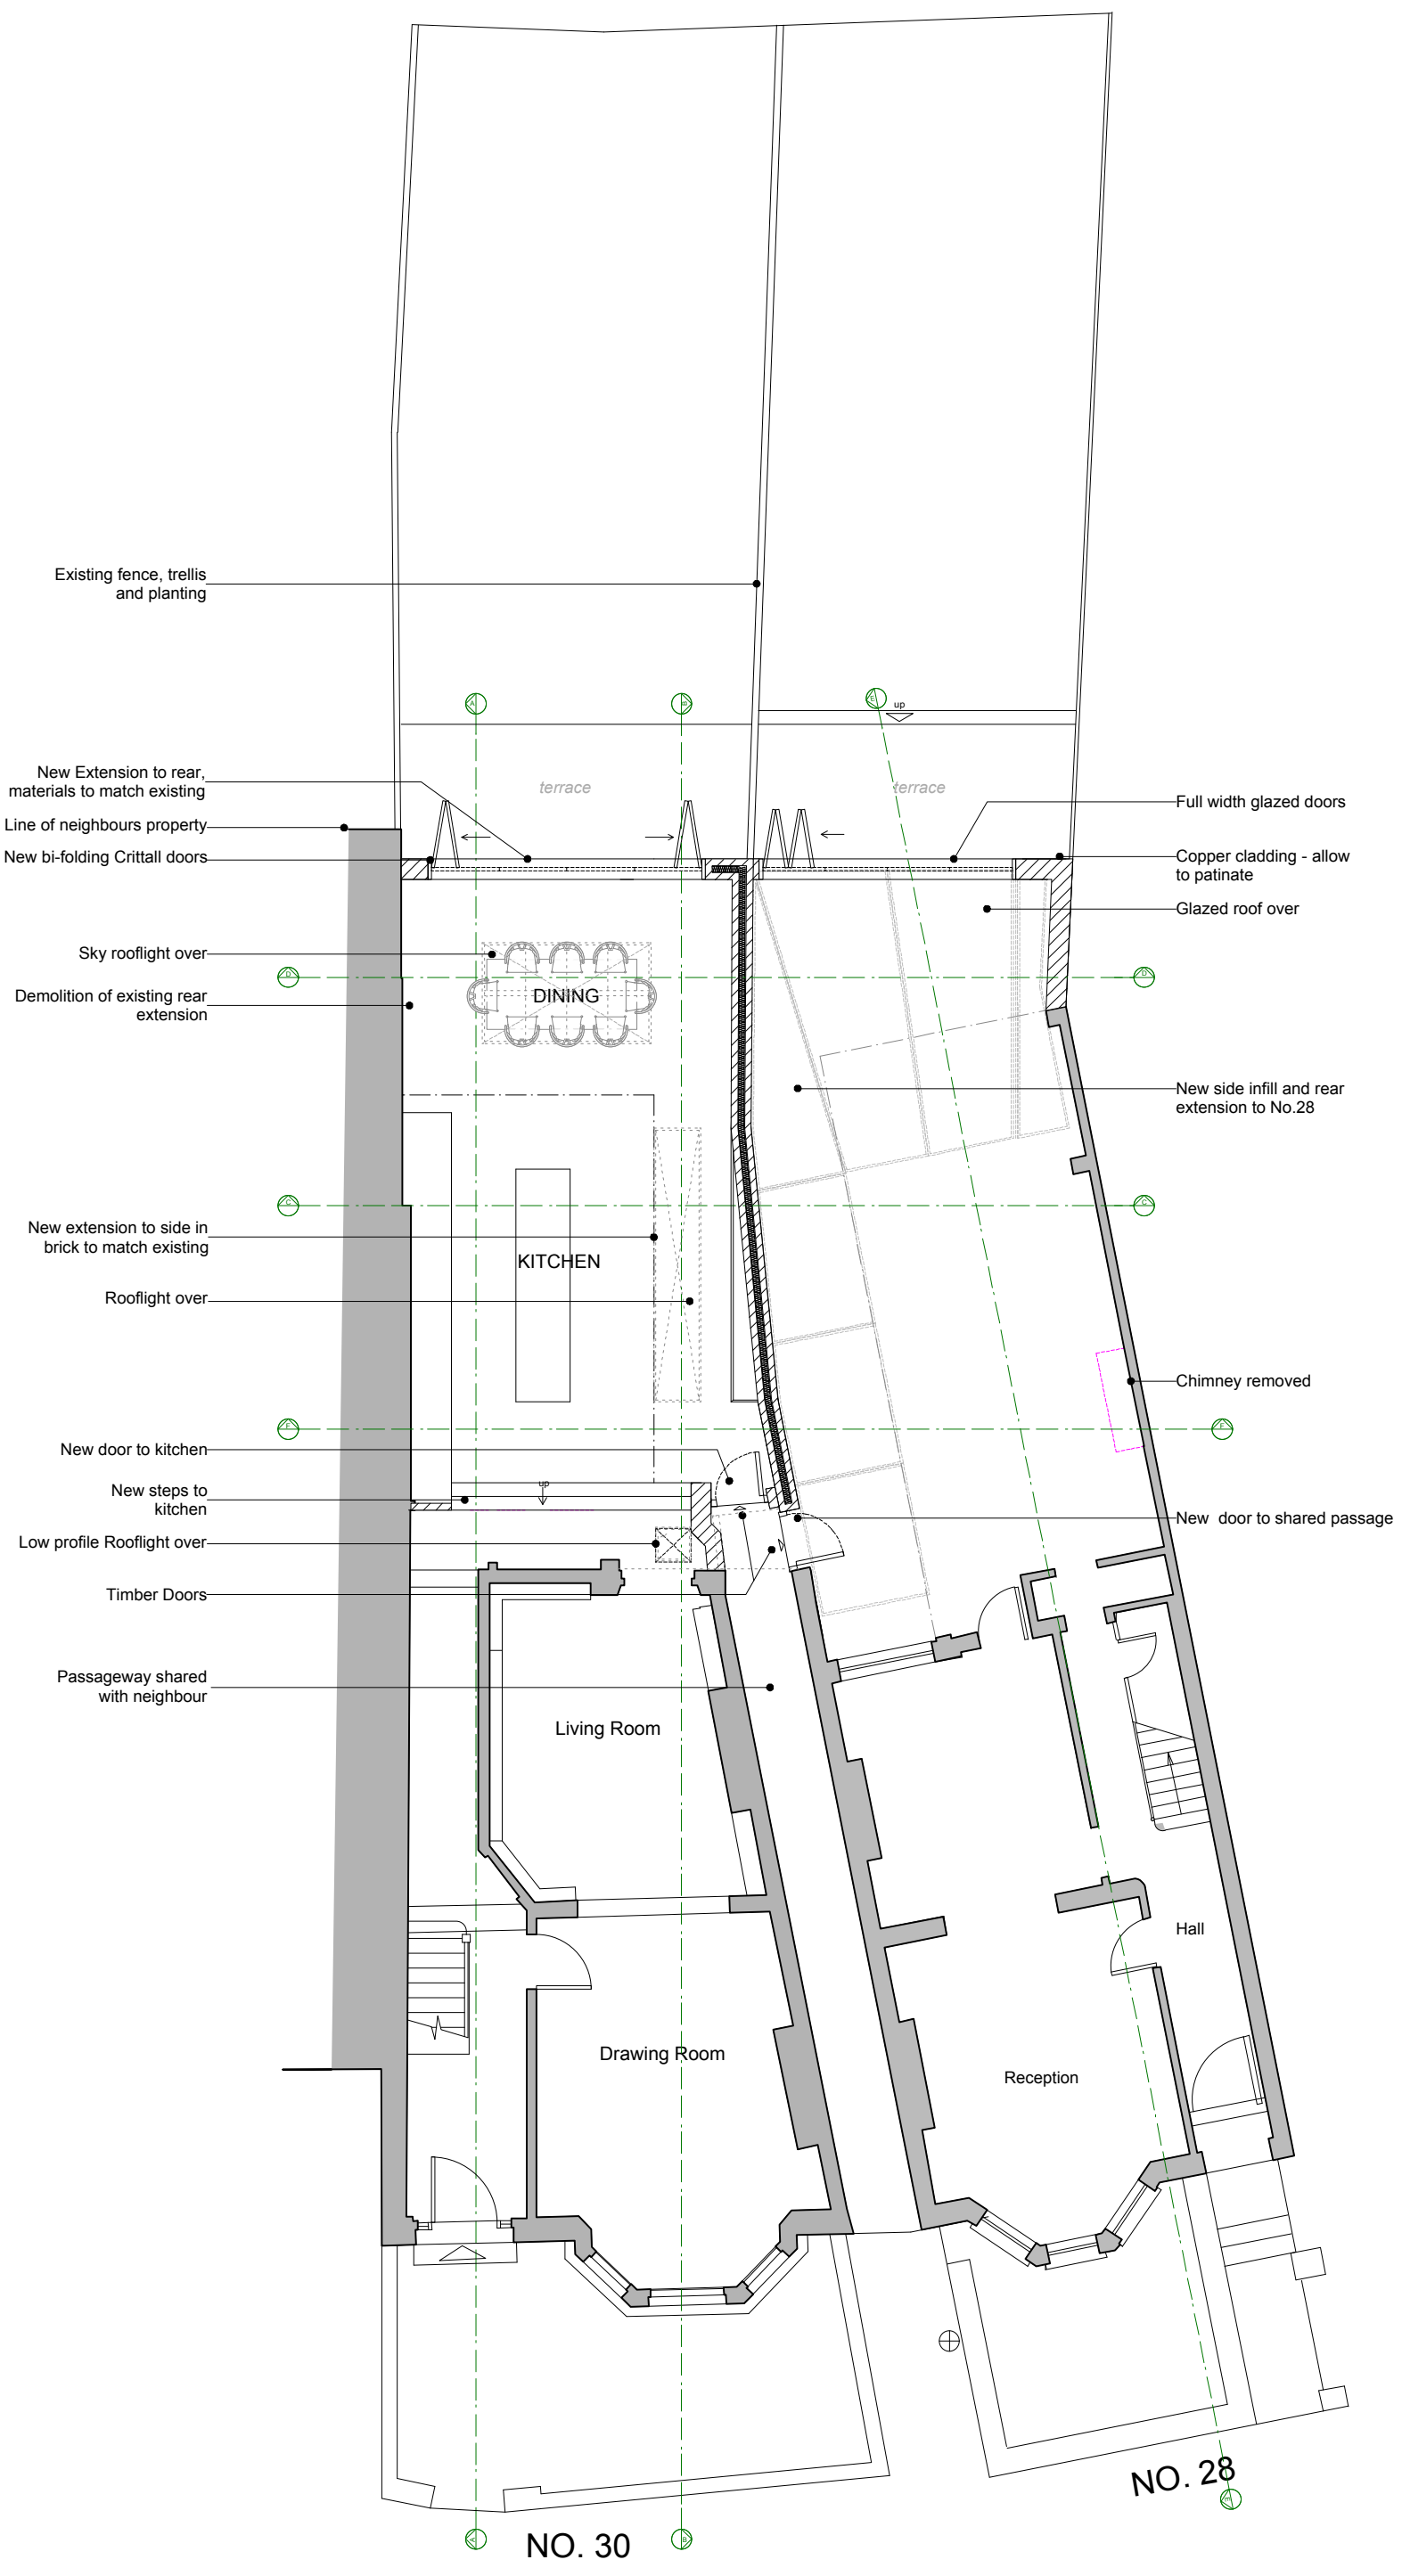 Existing fence, trellis
and planting
A
B
E
up
New Extension to rear,
materials to match existing
terrace
terrace
Line of neighbours property
New bi-folding Crittall doors
Full width glazed doors
Copper cladding - allow
to patinate
Glazed roof over
Sky rooflight over
D
D
Demolition of existing rear
extension
DINING
New side infill and rear
extension to No.28
C
C
New extension to side in
brick to match existing
KITCHEN
Rooflight over
Chimney removed
F
F
New door to kitchen
New steps to
kitchen
up
Low profile Rooflight over
New  door to shared passage
Timber Doors
Passageway shared
with neighbour
Living Room
Hall
Drawing Room
Reception
NO. 28
E
A
B
NO. 30